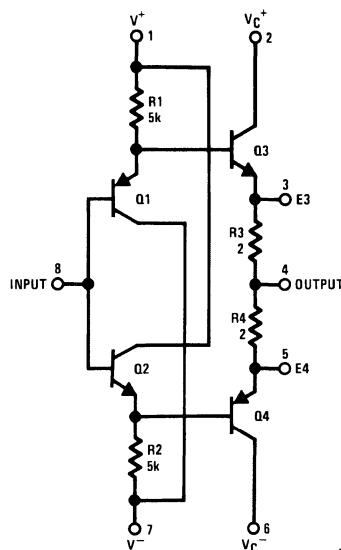 V+
1
VC+
2
R1
5k
Q3
3
E3
Q1
R3
2
8
INPUT
4
OUTPUT
R4
2
Q2
5
E4
Q4
R2
5k
7
V−
6
VC−